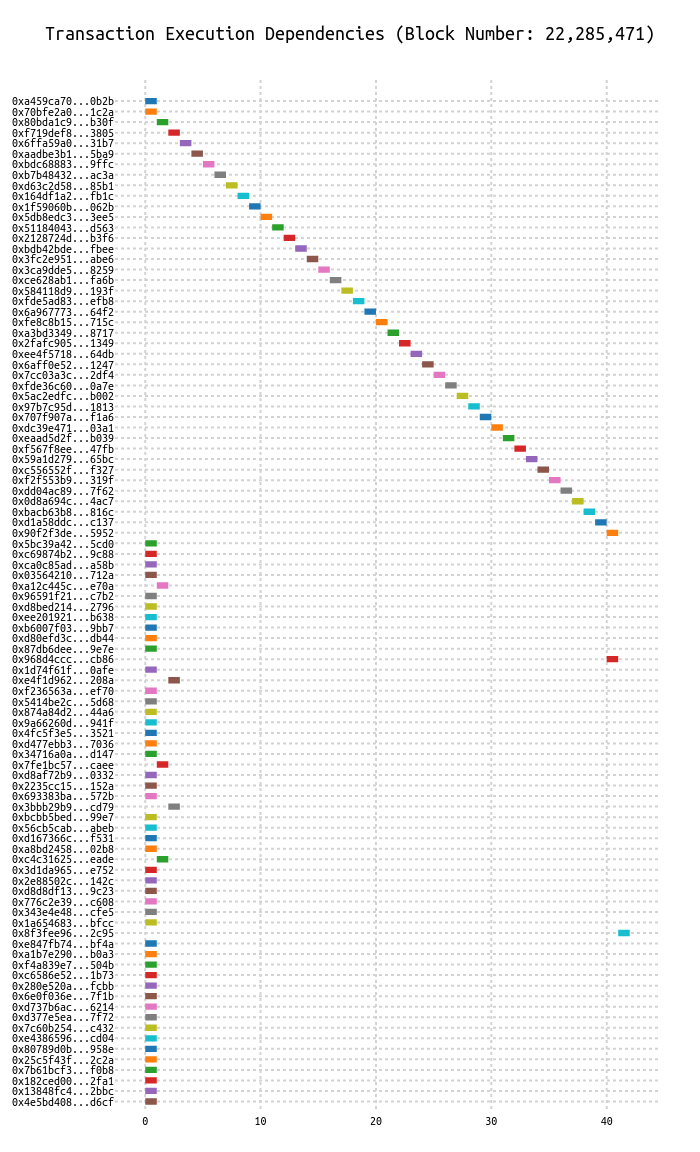 Transaction Execution Dependencies (Block Number: 22,285,471)
0xa459ca70...0b2b
0x70bfe2a0...1c2a
0x80bda1c9...b30f
0xf719def8...3805
0x6ffa59a0...31b7
0xaadbe3b1...5ba9
0xbdc68883...9ffc
0xb7b48432...ac3a
0xd63c2d58...85b1
0x164df1a2...fb1c
0x1f59060b...062b
0x5db8edc3...3ee5
0x51184043...d563
0x2128724d...b3f6
0xbdb42bde...fbee
0x3fc2e951...abe6
0x3ca9dde5...8259
0xce628ab1...fa6b
0x584118d9...193f
0xfde5ad83...efb8
0x6a967773...64f2
0xfe8c8b15...715c
0xa3bd3349...8717
0x2fafc905...1349
0xee4f5718...64db
0x6aff0e52...1247
0x7cc03a3c...2df4
0xfde36c60...0a7e
0x5ac2edfc...b002
0x97b7c95d...1813
0x707f907a...f1a6
0xdc39e471...03a1
0xeaad5d2f...b039
0xf567f8ee...47fb
0x59a1d279...65bc
0xc556552f...f327
0xf2f553b9...319f
0xdd04ac89...7f62
0x0d8a694c...4ac7
0xbacb63b8...816c
0xd1a58ddc...c137
0x90f2f3de...5952
0x5bc39a42...5cd0
0xc69874b2...9c88
0xca0c85ad...a58b
0x03564210...712a
0xa12c445c...e70a
0x96591f21...c7b2
0xd8bed214...2796
0xee201921...b638
0xb6007f03...9bb7
0xd80efd3c...db44
0x87db6dee...9e7e
0x968d4ccc...cb86
0x1d74f61f...0afe
0xe4f1d962...208a
0xf236563a...ef70
0x5414be2c...5d68
0x874a84d2...44a6
0x9a66260d...941f
0x4fc5f3e5...3521
0xd477ebb3...7036
0x34716a0a...d147
0x7fe1bc57...caee
0xd8af72b9...0332
0x2235cc15...152a
0x693383ba...572b
0x3bbb29b9...cd79
0xbcbb5bed...99e7
0x56cb5cab...abeb
0xd167366c...f531
0xa8bd2458...02b8
0xc4c31625...eade
0x3d1da965...e752
0x2e88502c...142c
0xd8d8df13...9c23
0x776c2e39...c608
0x343e4e48...cfe5
0x1a654683...bfcc
0x8f3fee96...2c95
0xe847fb74...bf4a
0xa1b7e290...b0a3
0xf4a839e7...504b
0xc6586e52...1b73
0x280e520a...fcbb
0x6e0f036e...7f1b
0xd737b6ac...6214
0xd377e5ea...7f72
0x7c60b254...c432
0xe4386596...cd04
0x80789d0b...958e
0x25c5f43f...2c2a
0x7b61bcf3...f0b8
0x182ced00...2fa1
0x13848fc4...2bbc
0x4e5bd408...d6cf
0 10 20 30 40